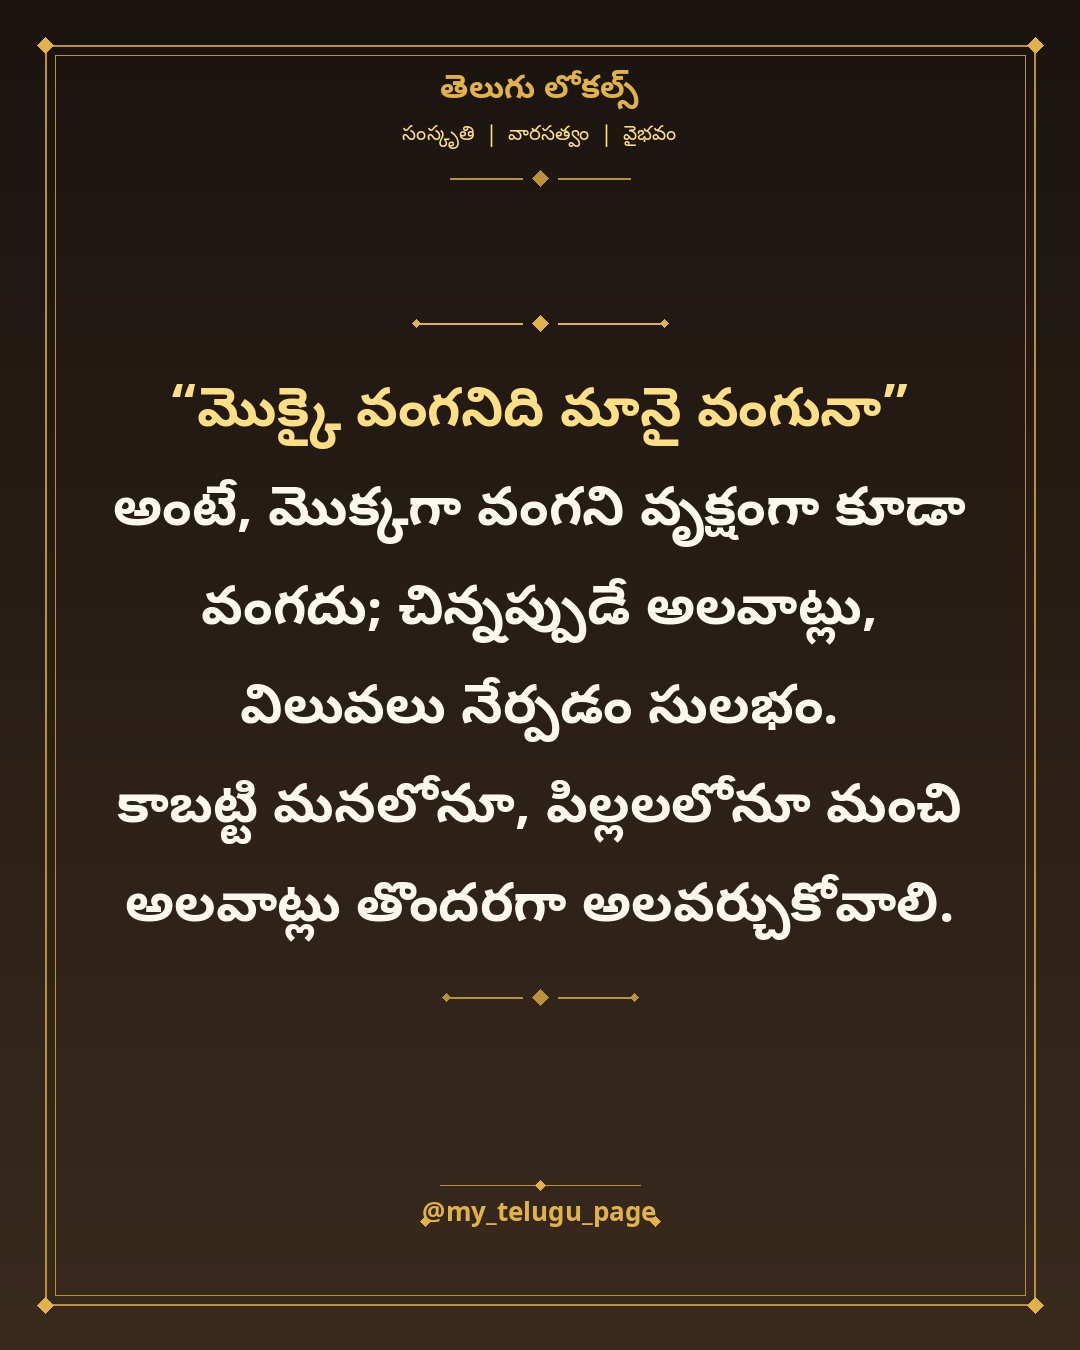 తెలుగు లోకల్స్
సంస్కృతి | వారసత్వం | వైభవం
“మొక్కై వంగనిది మానై వంగునా”
అంటే, మొక్కగా వంగని వృక్షంగా కూడా
వంగదు; చిన్నప్పుడే అలవాట్లు,
విలువలు నేర్పడం సులభం.
కాబట్టి మనలోనూ, పిల్లలలోనూ మంచి
అలవాట్లు తొందరగా అలవర్చుకోవాలి.
@my_telugu_page